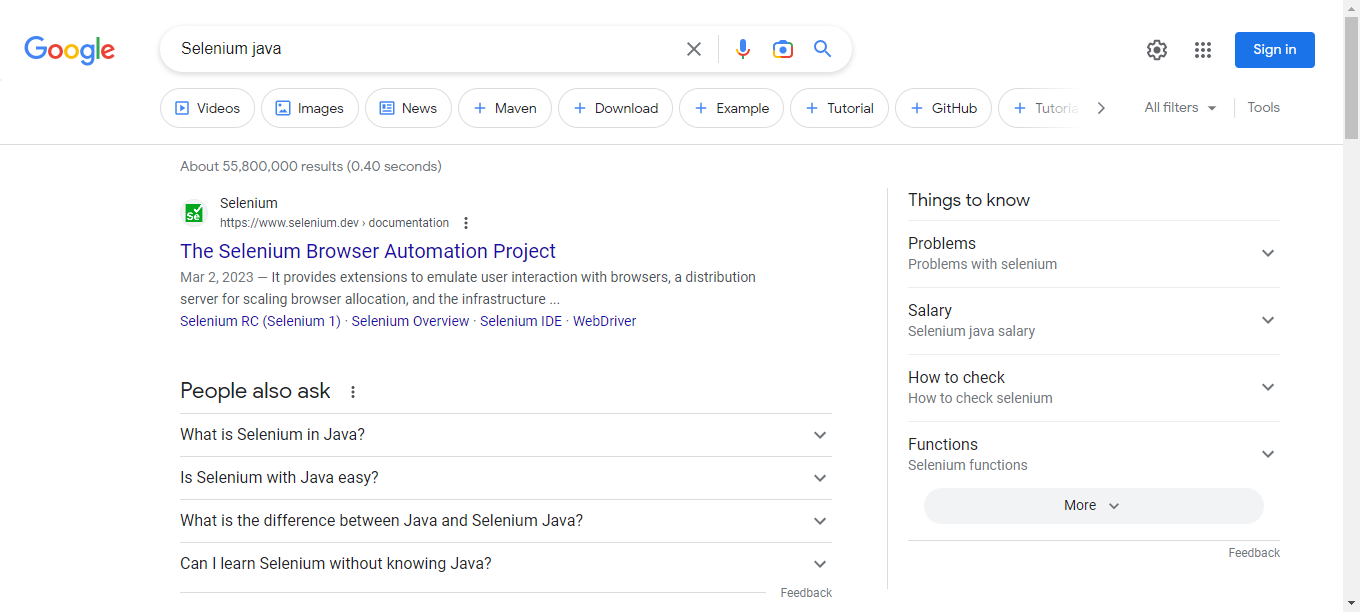 Google
Selenium java
Sign in
Videos
Images
News
Maven
Download
Example
Tutorial
GitHub
Tutoria
All filters
Tools
About 55,800,000 results (0.40 seconds)
Se
Selenium
https://www.selenium.dev › documentation
The Selenium Browser Automation Project
Mar 2, 2023 — It provides extensions to emulate user interaction with browsers, a distribution
server for scaling browser allocation, and the infrastructure ...
Selenium RC (Selenium 1) · Selenium Overview · Selenium IDE · WebDriver
People also ask
What is Selenium in Java?
Is Selenium with Java easy?
What is the difference between Java and Selenium Java?
Can I learn Selenium without knowing Java?
Feedback
Things to know
Problems
Problems with selenium
Salary
Selenium java salary
How to check
How to check selenium
Functions
Selenium functions
More
Feedback